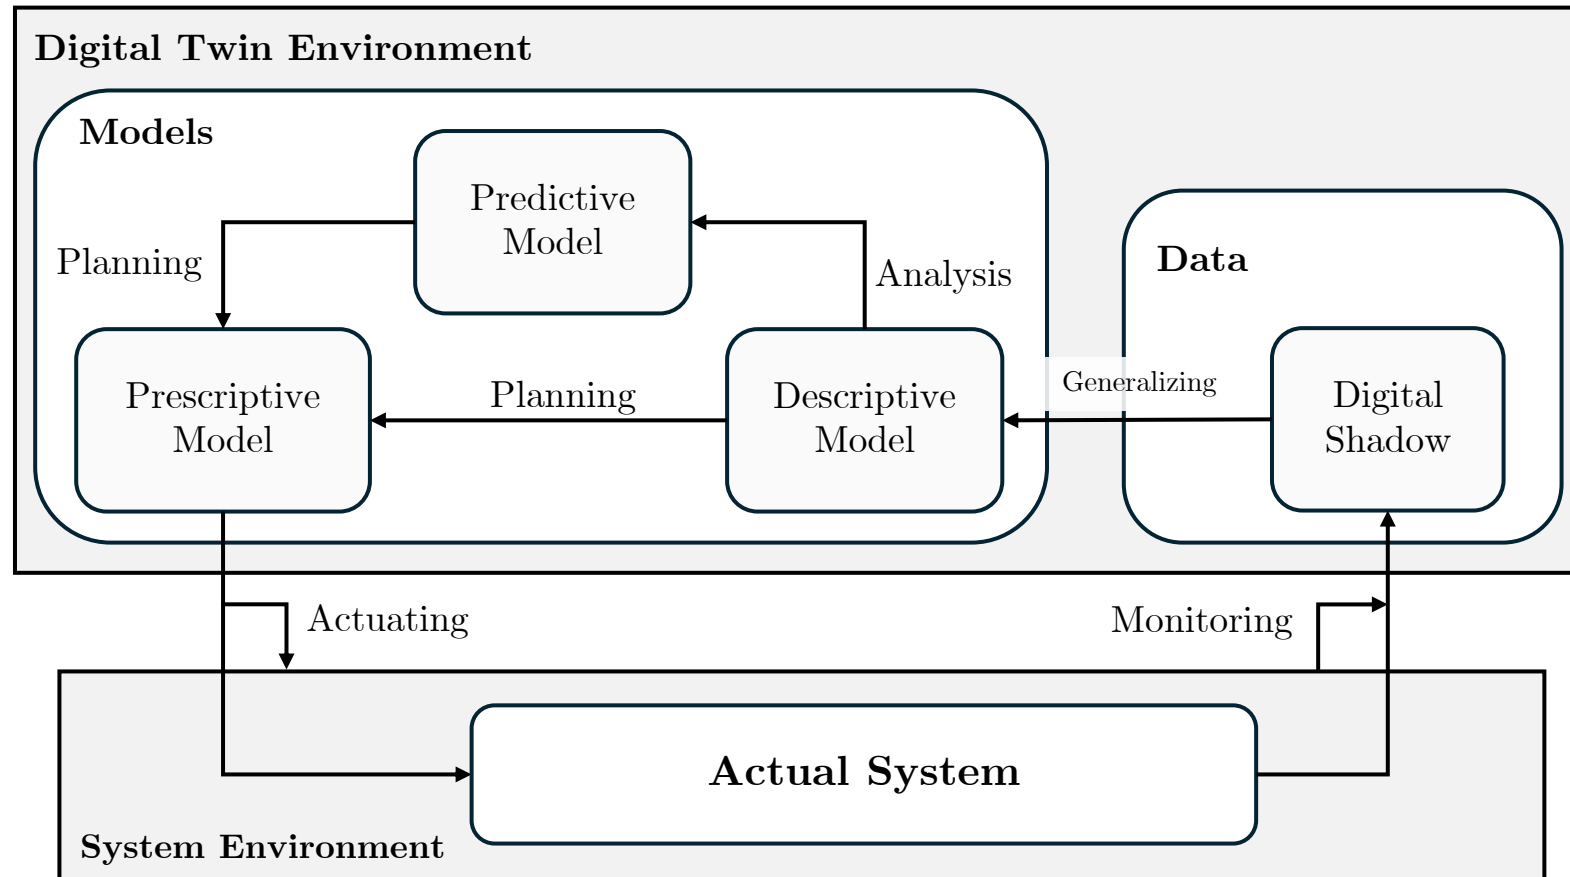 Digital Twin Environment
Models
Predictive
Model
Planning
Analysis
Data
Prescriptive
Model
Planning
Descriptive
Model
Generalizing
Digital
Shadow
Actuating
Monitoring
Actual System
System Environment